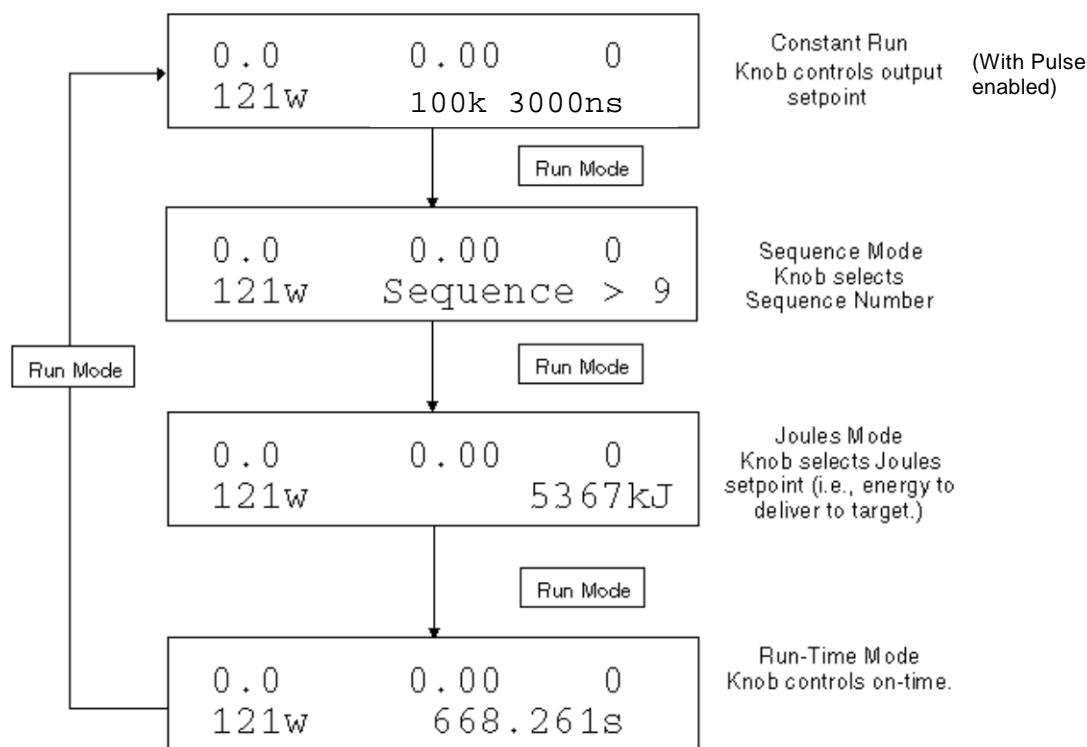 0.0 0.00 0
121w 100k 3000ns
Constant Run
Knob controls output
setpoint
(With Pulse
enabled)
Run Mode
0.0 0.00 0
121w Sequence > 9
Sequence Mode
Knob selects
Sequence Number
Run Mode
Run Mode
0.0 0.00 0
121w 5367kJ
Joules Mode
Knob selects Joules
setpoint (i.e., energy to
deliver to target.)
Run Mode
0.0 0.00 0
121w 668.261s
Run-Time Mode
Knob controls on-time.